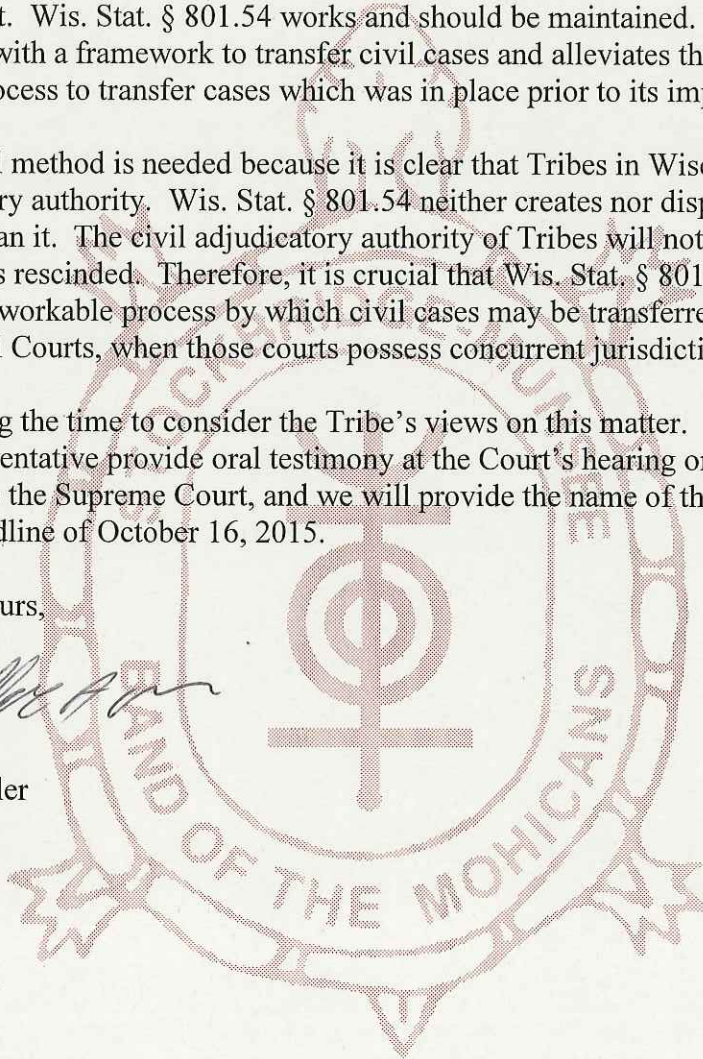 t. Wis. Stat. § 801.54 works and should be maintained.
with a framework to transfer civil cases and alleviates th
ocess to transfer cases which was in place prior to its imp
method is needed because it is clear that Tribes in Wisc
ry authority. Wis. Stat. § 801.54 neither creates nor disp
an it. The civil adjudicatory authority of Tribes will not
s rescinded. Therefore, it is crucial that Wis. Stat. § 801
workable process by which civil cases may be transferre
l Courts, when those courts possess concurrent jurisdicti
g the time to consider the Tribe's views on this matter.
sentative provide oral testimony at the Court's hearing or
the Supreme Court, and we will provide the name of th
dline of October 16, 2015.
urs,
ler
STOCKBRIDGE-MUNSEE
BAND OF THE MOHICANS